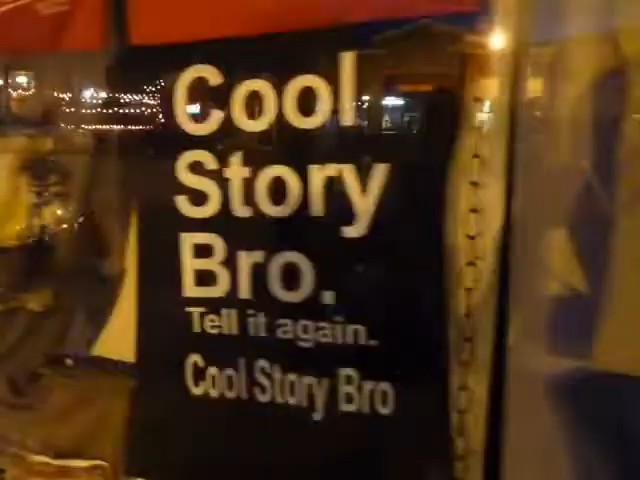 Cool
Story
Bro.
Tell it again.
Cool Story Bro